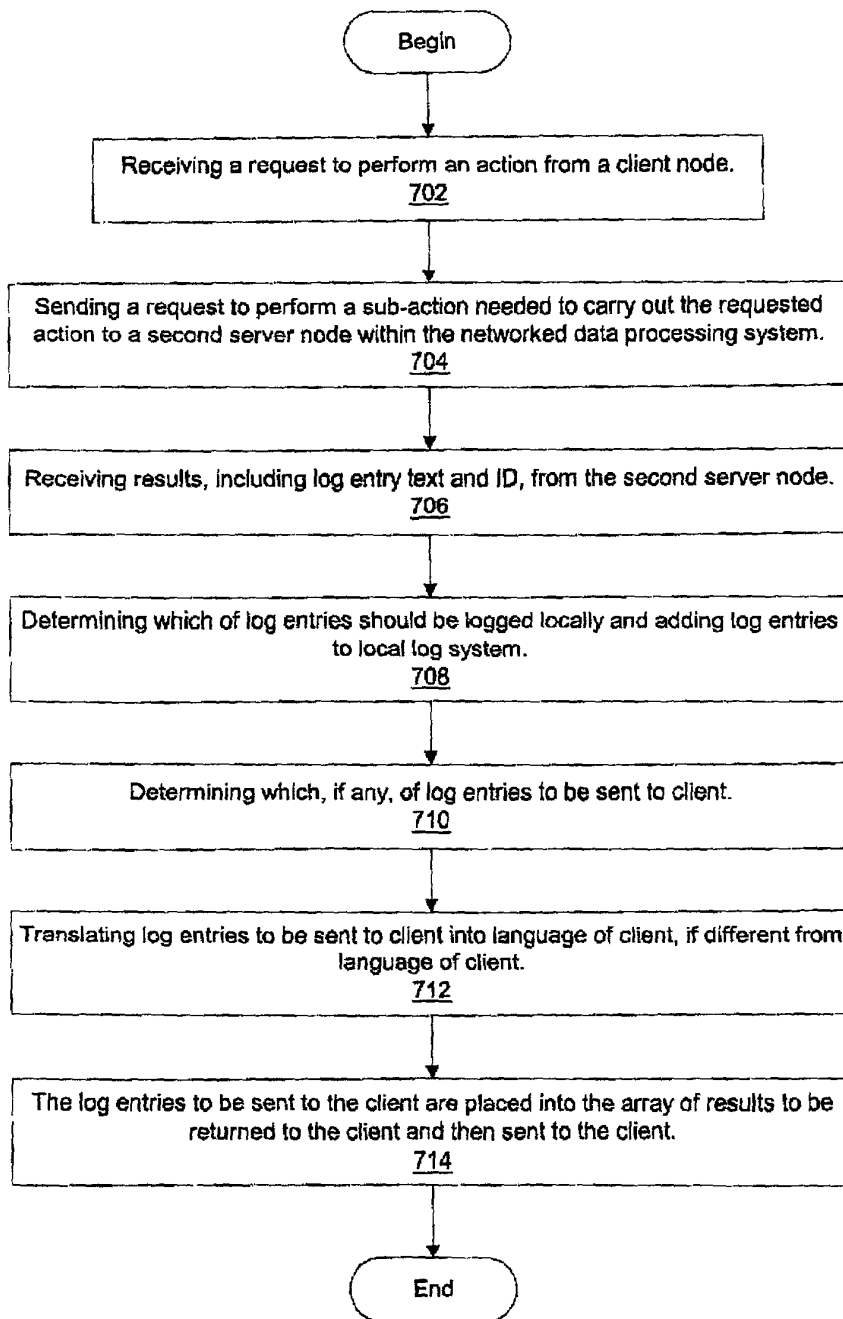 Begin
Receiving a request to perform an action from a client node.
702
Sending a request to perform a sub-action needed to carry out the requested
action to a second server node within the networked data processing system.
704
Receiving results, including log entry text and ID, from the second server node.
706
Determining which of log entries should be logged locally and adding log entries
to local log system.
708
Determining which, if any, of log entries to be sent to client.
710
Translating log entries to be sent to client into language of client, if different from
language of client.
712
The log entries to be sent to the client are placed into the array of results to be
returned to the client and then sent to the client.
714
End